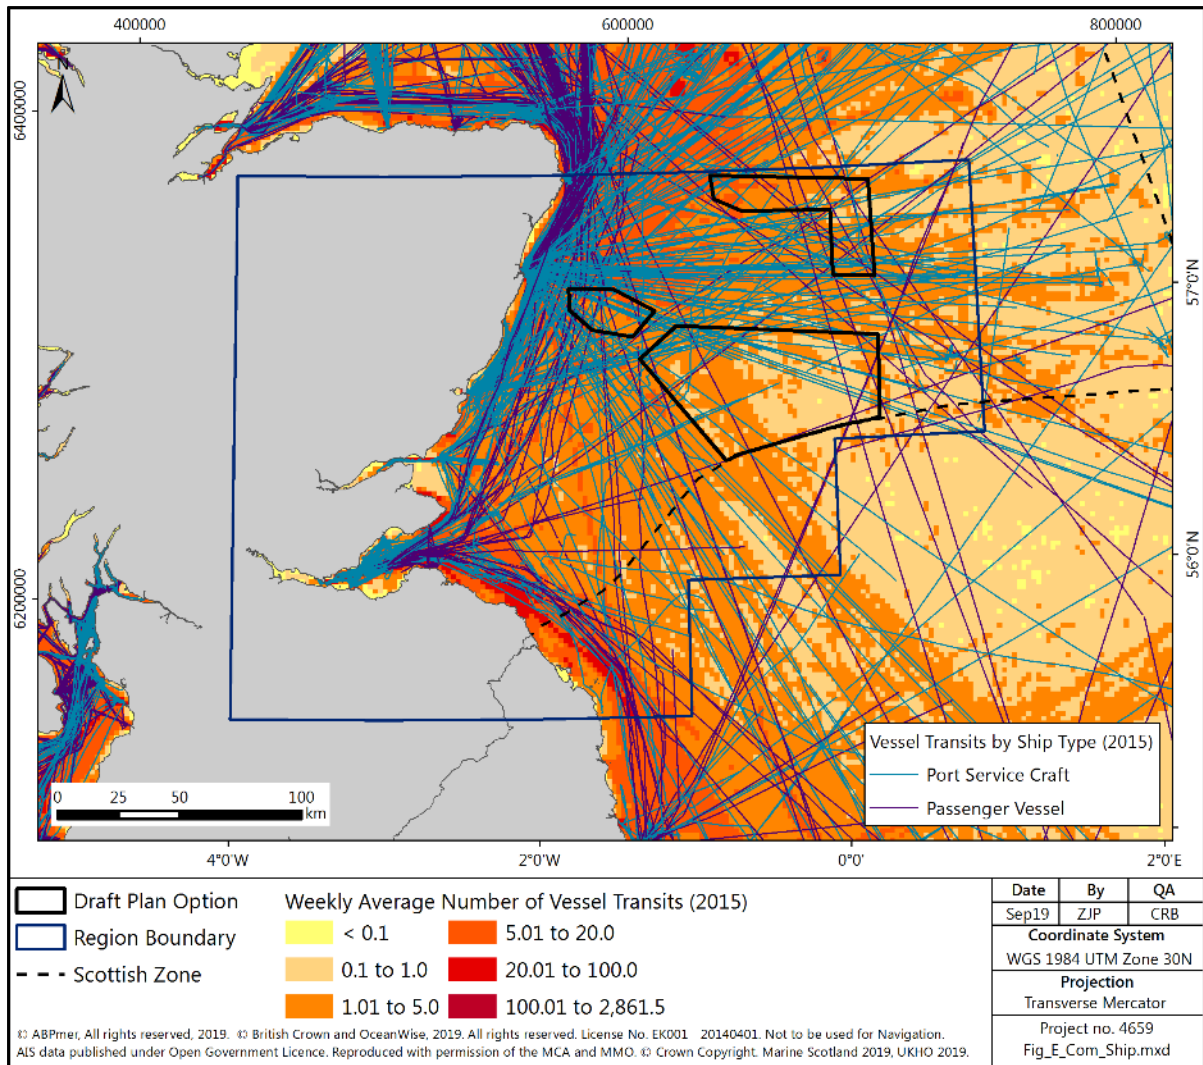 400000
600000
800000
N
6400000
57°0'N
56°0'N
6200000
Vessel Transits by Ship Type (2015)
Port Service Craft
Passenger Vessel
0 25 50 100
km
4°0'W
2°0'W
0°0'
2°0'E
Draft Plan Option
Region Boundary
Scottish Zone
Weekly Average Number of Vessel Transits (2015)
< 0.1
5.01 to 20.0
0.1 to 1.0
20.01 to 100.0
1.01 to 5.0
100.01 to 2,861.5
Date By QA
Sep19 ZJP CRB
Coordinate System
WGS 1984 UTM Zone 30N
Projection
Transverse Mercator
Project no. 4659
Fig_E_Com_Ship.mxd
© ABPmer, All rights reserved, 2019. © British Crown and OceanWise, 2019. All rights reserved. License No. EK001 20140401. Not to be used for Navigation.
AIS data published under Open Government Licence. Reproduced with permission of the MCA and MMO. © Crown Copyright. Marine Scotland 2019, UKHO 2019.